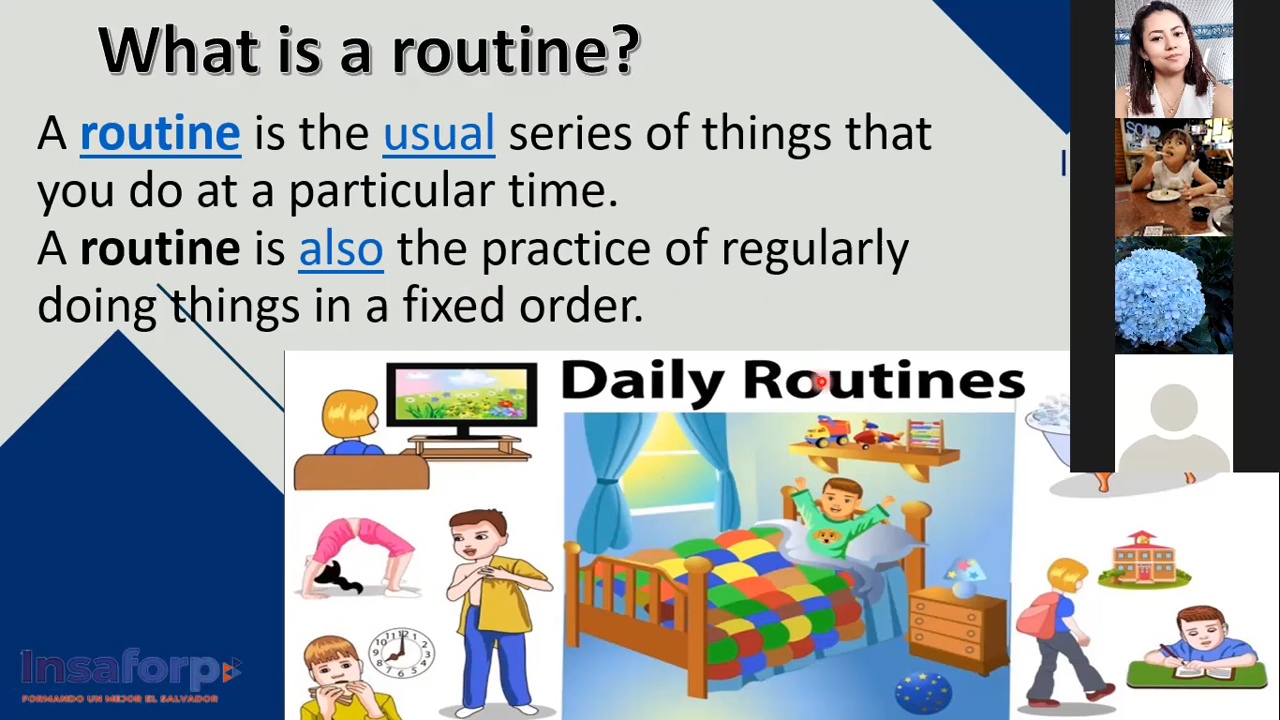 What is a routine?
A routine is the usual series of things that
you do at a particular time.
A routine is also the practice of regularly
doing things in a fixed order.
Daily Routines
Insaforp
FORMANDO UN MEJOR EL SALVADOR